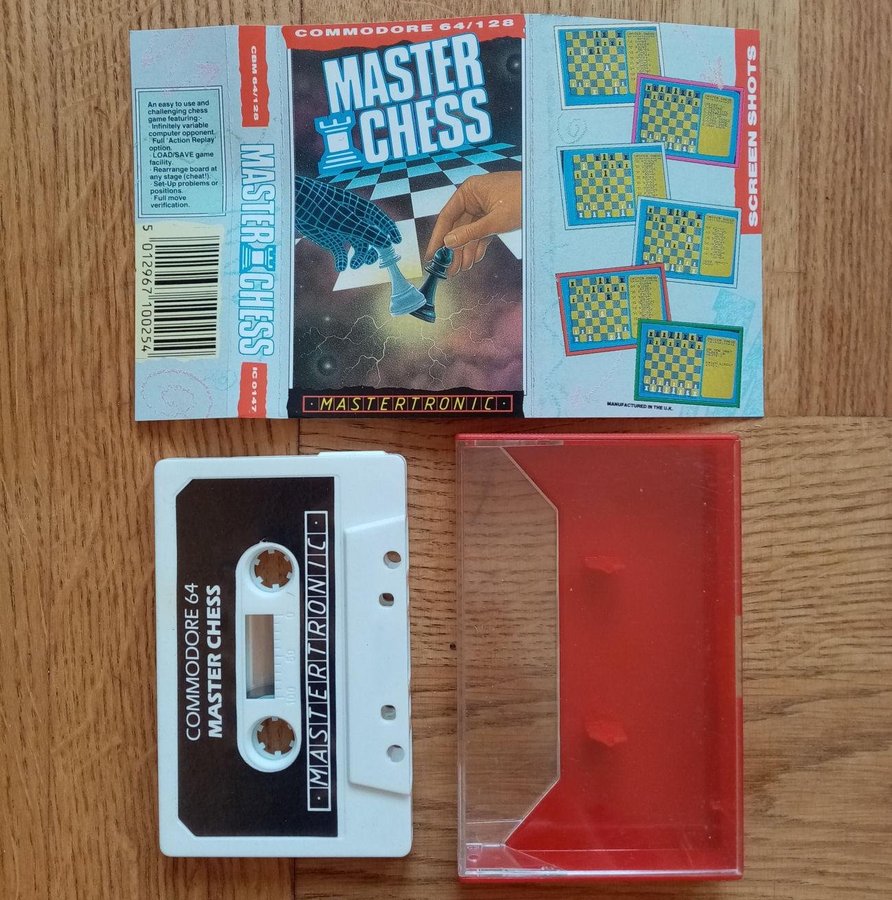 An easy to use and
challenging chess
game featuring:-
· Infinitely variable
computer opponent.
· Full 'Action Replay'
option.
· LOAD/SAVE game
facility.
· Rearrange board at
any stage (cheat!).
· Set-Up problems or
positions.
· Full move
verification.
5 012967 100254
CBM 64/128
MASTER CHESS
IC 0147
COMMODORE 64/128
MASTER
CHESS
· MASTERTRONIC ·
SCREEN SHOTS
MANUFACTURED IN THE U.K.
COMMODORE 64
MASTER CHESS
100 50 0
· MASTERTRONIC ·